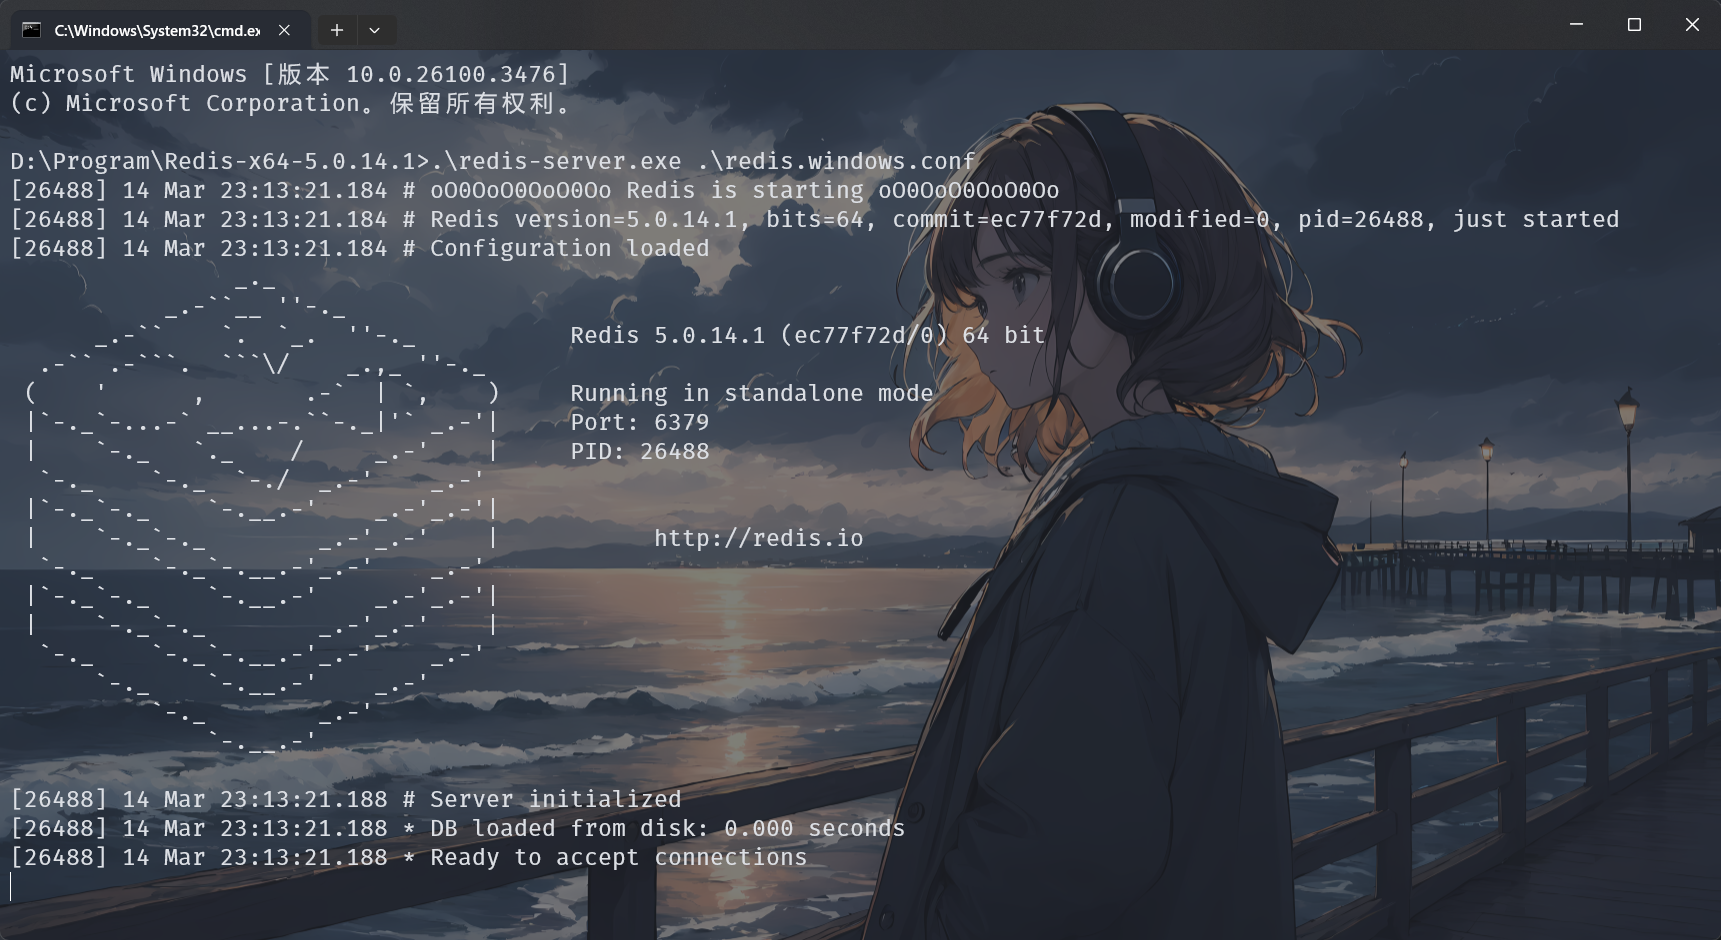 C:\Windows\System32\cmd.ex
Microsoft Windows [版本 10.0.26100.3476]
(c) Microsoft Corporation。保留所有权利。
D:\Program\Redis-x64-5.0.14.1>.\redis-server.exe .\redis.windows.conf
[26488] 14 Mar 23:13:21.184 # oO0OoO0OoO0Oo Redis is starting oO0OoO0OoO0Oo
[26488] 14 Mar 23:13:21.184 # Redis version=5.0.14.1, bits=64, commit=ec77f72d, modified=0, pid=26488, just started
[26488] 14 Mar 23:13:21.184 # Configuration loaded
Redis 5.0.14.1 (ec77f72d/0) 64 bit
Running in standalone mode
Port: 6379
PID: 26488
http://redis.io
[26488] 14 Mar 23:13:21.188 # Server initialized
[26488] 14 Mar 23:13:21.188 * DB loaded from disk: 0.000 seconds
[26488] 14 Mar 23:13:21.188 * Ready to accept connections